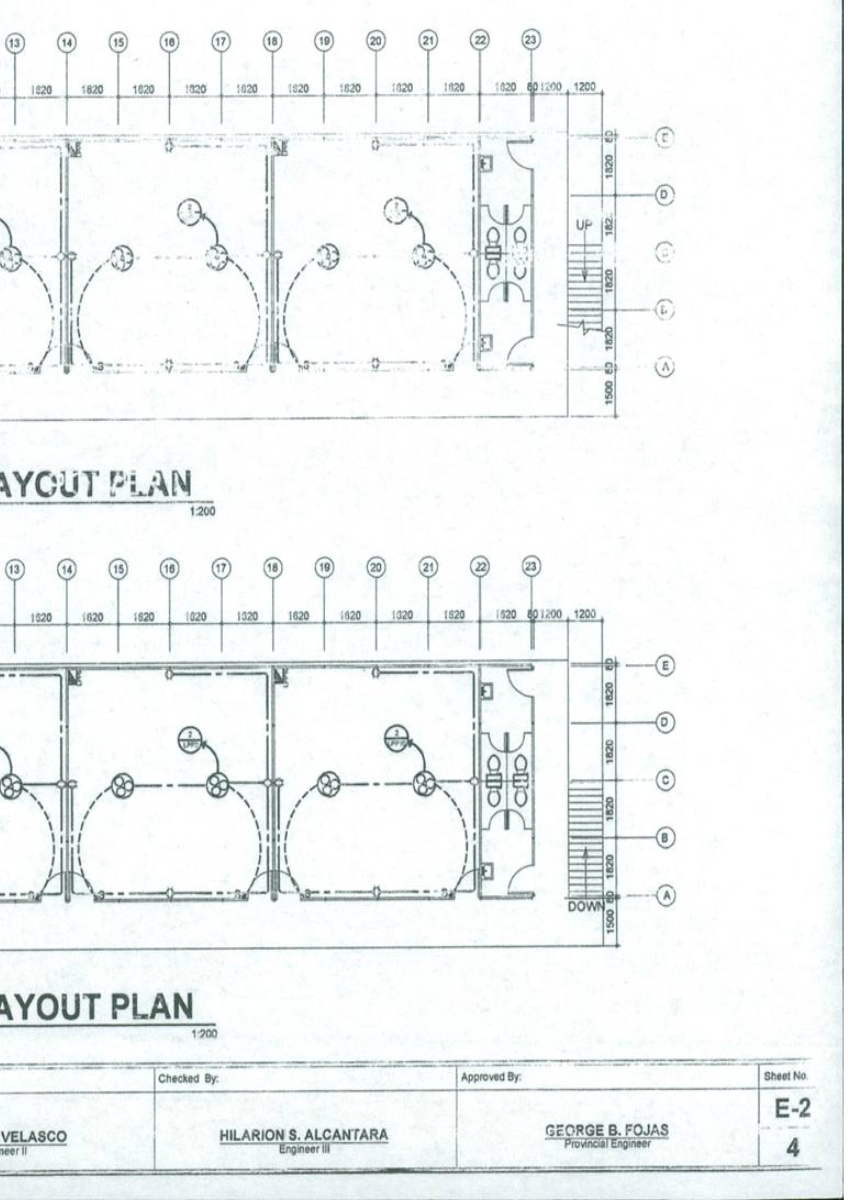 13 14 15 16 17 18 19 20 21 22 23
1820 1820 1820 1820 1820 1820 1820 1820 1820 1820 80 1200 1200
E
80
1820
D
UP
1820
1820
B
1820
A
80
1500
AYOUT PLAN
1:200
13 14 15 16 17 18 19 20 21 22 23
1820 1820 1820 1820 1820 1820 1820 1820 1820 1820 80 1200 1200
E
80
1820
D
2
2
1820
C
1820
B
1820
A
80
DOWN
1500
AYOUT PLAN
1:200
Checked By:
Approved By:
Sheet No.
E-2
VELASCO
HILARION S. ALCANTARA
GEORGE B. FOJAS
neer II
Engineer III
Provincial Engineer
4